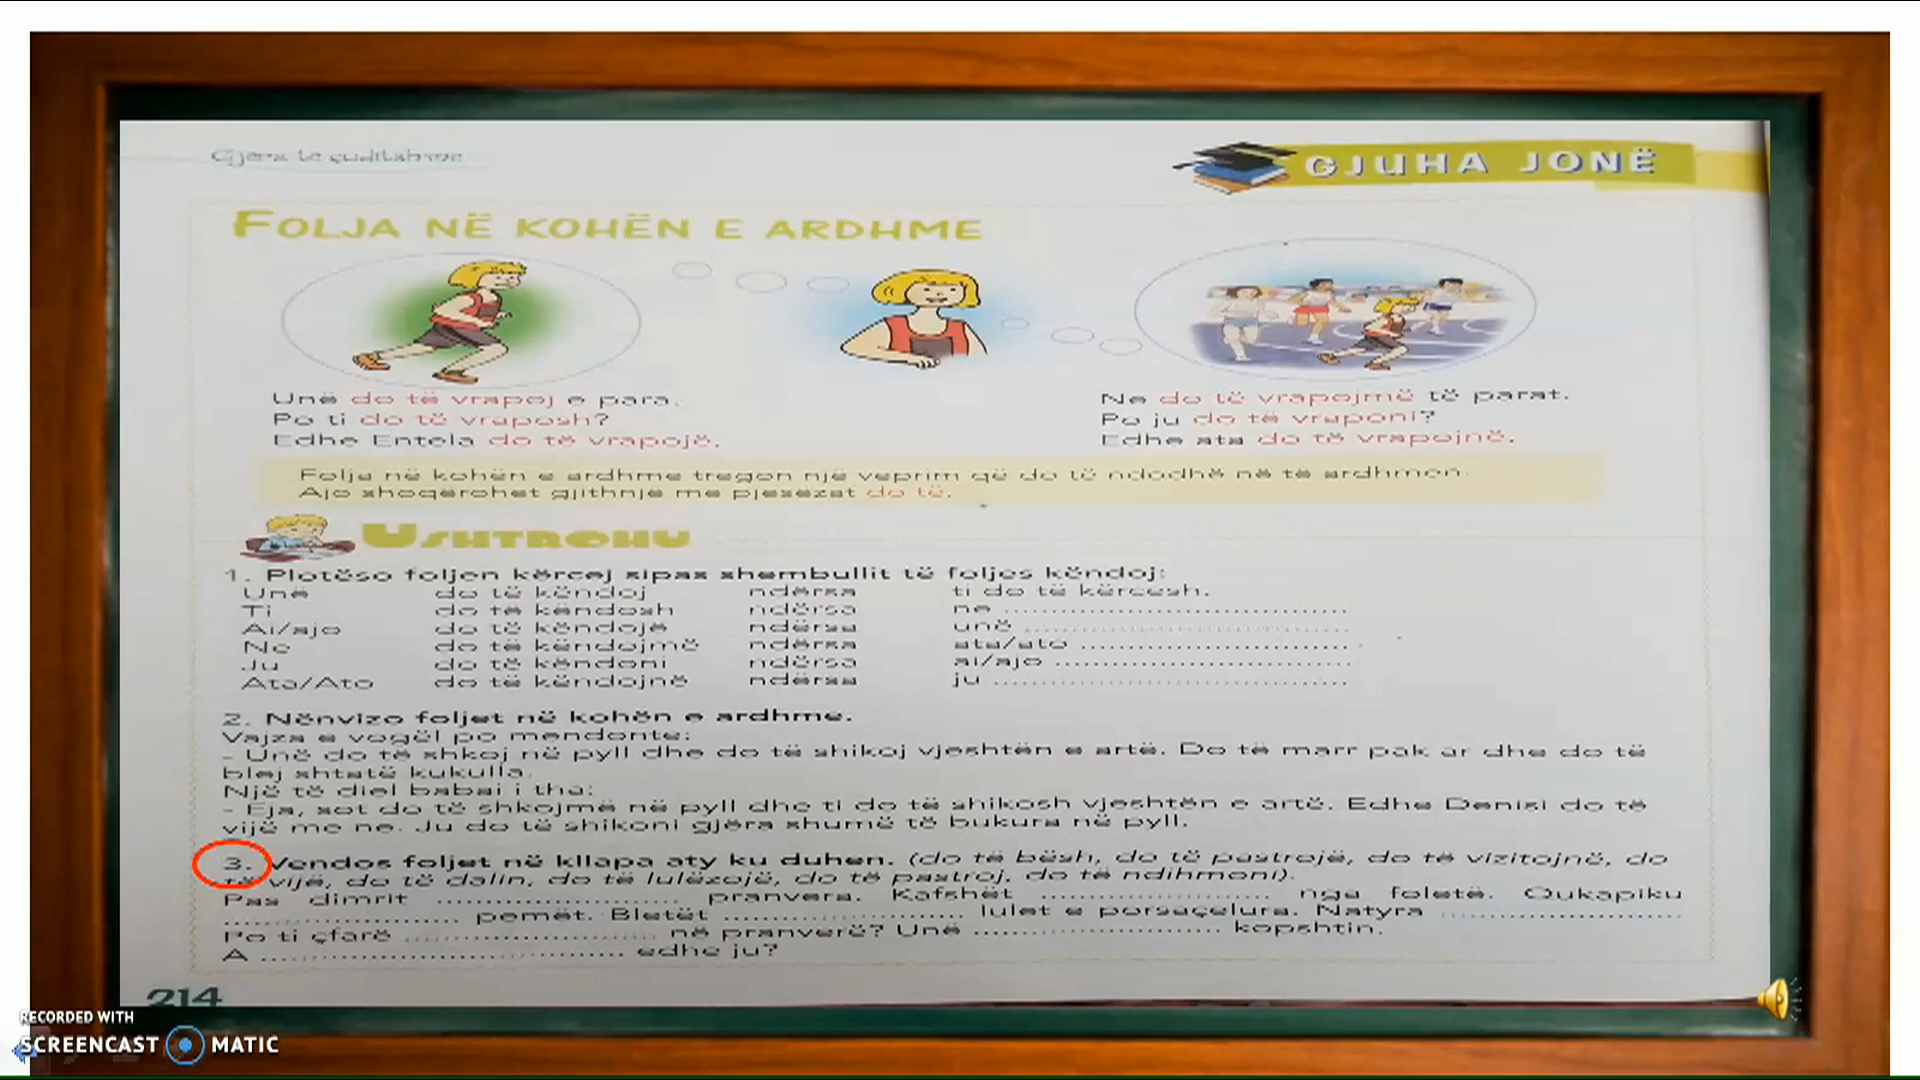 Gjëra të çuditshme
GJUHA JONË
FOLJA NË KOHËN E ARDHME
Unë do të vrapoj e para.
Po ti do të vraposh?
Edhe Entela do të vrapojë.
Ne do të vrapojmë të parat.
Po ju do të vraponi?
Edhe ata do të vrapojnë.
Folja në kohën e ardhme tregon një veprim që do të ndodhë në të ardhmen.
Ajo shoqërohet gjithnjë me pjesëzat do të.
USHTROHU
1. Plotëso foljen kërcej sipas shembullit të foljes këndoj:
Unë do të këndoj ndërsa ti do të kërcesh.
Ti do të këndosh ndërsa ne ..............................
Ai/ajo do të këndojë ndërsa unë ..............................
Ne do të këndojmë ndërsa ata/ato ..............................
Ju do të këndoni ndërsa ai/ajo ..............................
Ata/Ato do të këndojnë ndërsa ju ..............................
2. Nënvizo foljet në kohën e ardhme.
Vajza e vogël po mendonte:
- Unë do të shkoj në pyll dhe do të shikoj vjeshtën e artë. Do të marr pak ar dhe do të
blej shtatë kukulla.
Një të diel babai i tha:
- Eja, sot do të shkojmë në pyll dhe ti do të shikosh vjeshtën e artë. Edhe Denisi do të
vijë me ne. Ju do të shikoni gjëra shumë të bukura në pyll.
3. Vendos foljet në kllapa aty ku duhen. (do të bësh, do të pastrojë, do të vizitojnë, do
të vijë, do të dalin, do të lulëzojë, do të pastroj, do të ndihmoni).
Pas dimrit ..................... pranvera. Kafshët ..................... nga foletë. Qukapiku
..................... pemët. Bletët ..................... lulet e porsaçelura. Natyra .....................
Po ti çfarë ..................... në pranverë? Unë ..................... kopshtin.
A .............................. edhe ju?
214
RECORDED WITH
SCREENCAST MATIC